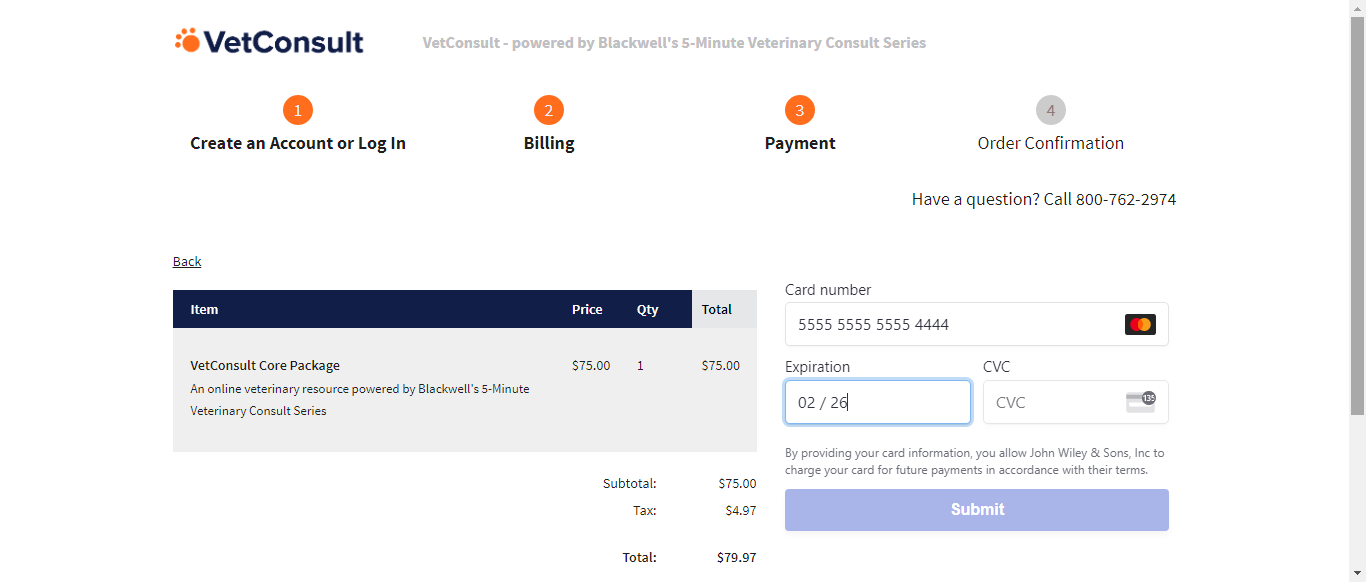 VetConsult
VetConsult - powered by Blackwell's 5-Minute Veterinary Consult Series
1 2 3 4
Create an Account or Log In Billing Payment Order Confirmation
Have a question? Call 800-762-2974
Back
Item Price Qty Total
VetConsult Core Package $75.00 1 $75.00
An online veterinary resource powered by Blackwell's 5-Minute
Veterinary Consult Series
Subtotal: $75.00
Tax: $4.97
Total: $79.97
Card number
5555 5555 5555 4444
Expiration CVC
02 / 26 CVC 135
By providing your card information, you allow John Wiley & Sons, Inc to
charge your card for future payments in accordance with their terms.
Submit